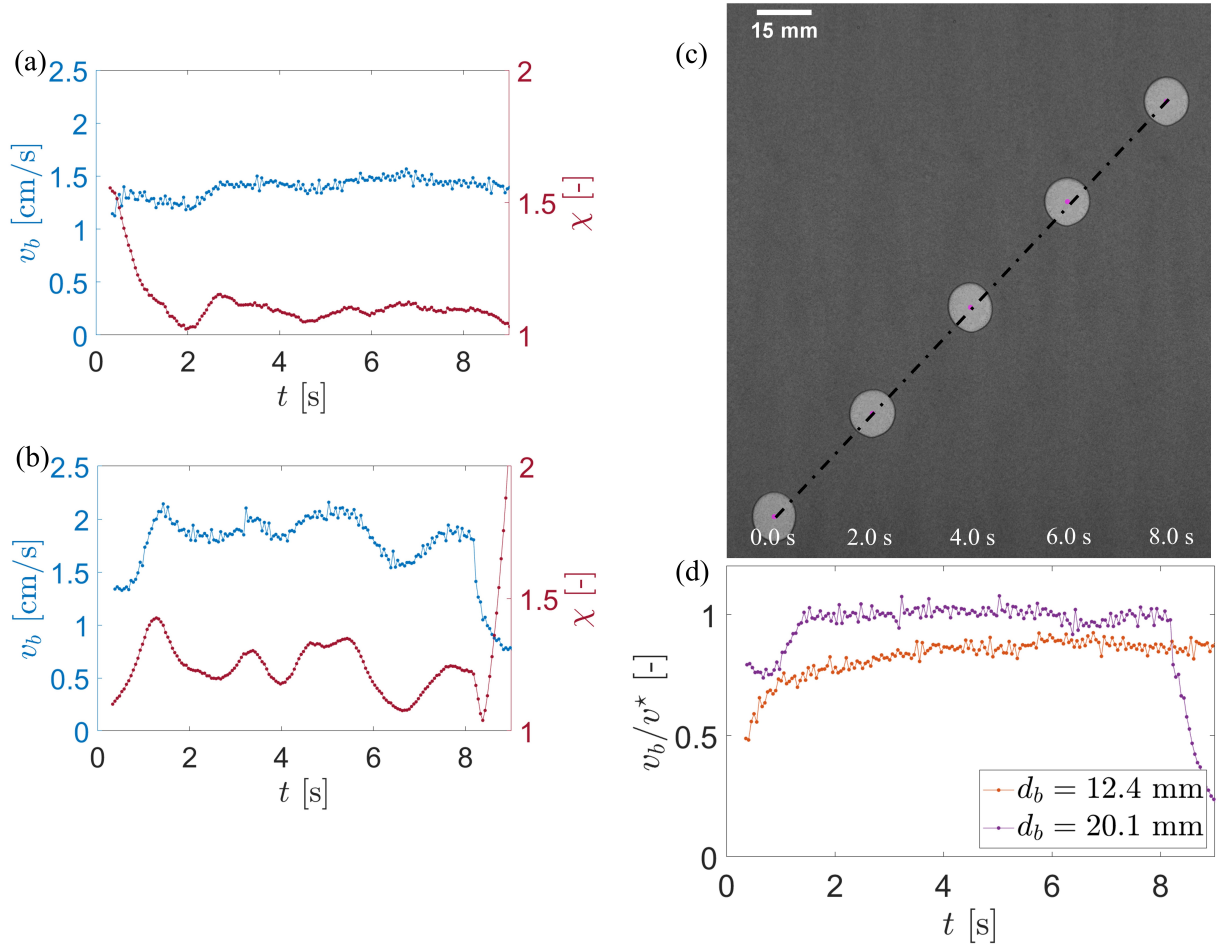 (a)
2.5
2
1.5
1
0.5
0
v_b [cm/s]
2
1.5
1
χ [-]
0 2 4 6 8
t [s]
(b)
2.5
2
1.5
1
0.5
0
v_b [cm/s]
2
1.5
1
χ [-]
0 2 4 6 8
t [s]
(c)
15 mm
0.0 s 2.0 s 4.0 s 6.0 s 8.0 s
(d)
1
0.5
0
v_b/v⋆ [-]
d_b = 12.4 mm
d_b = 20.1 mm
0 2 4 6 8
t [s]